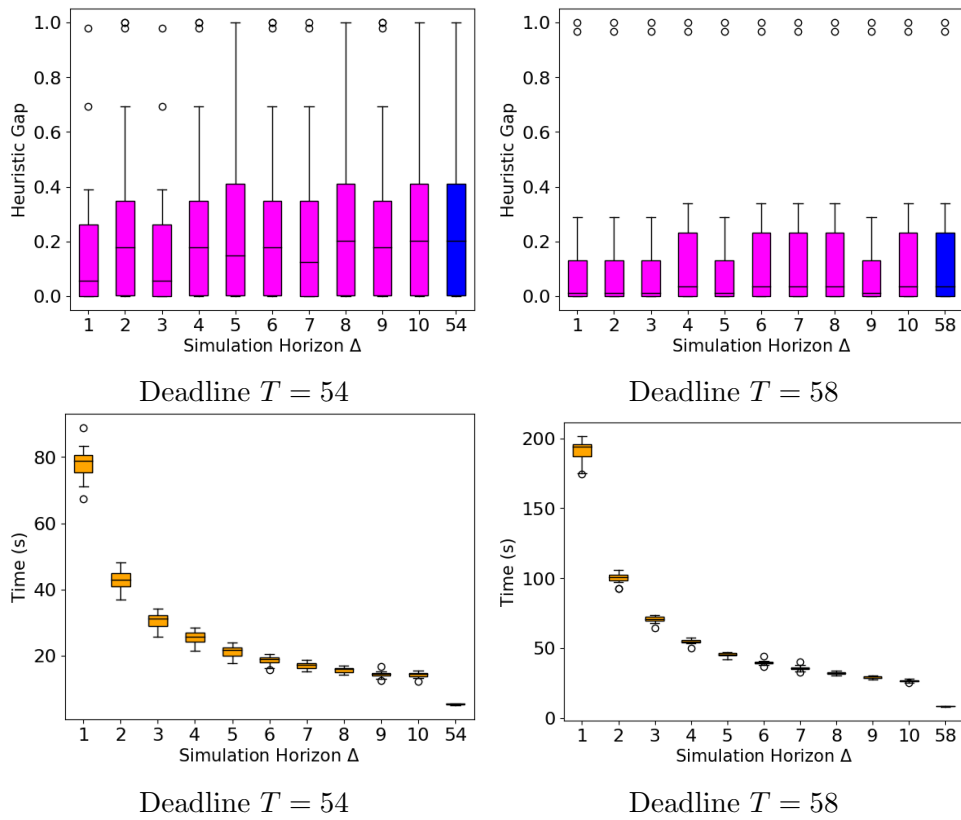 1.0
0.8
0.6
0.4
0.2
0.0
Heuristic Gap
1 2 3 4 5 6 7 8 9 10 54
Simulation Horizon Δ
Deadline T = 54
1.0
0.8
0.6
0.4
0.2
0.0
Heuristic Gap
1 2 3 4 5 6 7 8 9 10 58
Simulation Horizon Δ
Deadline T = 58
80
60
40
20
Time (s)
1 2 3 4 5 6 7 8 9 10 54
Simulation Horizon Δ
Deadline T = 54
200
150
100
50
0
Time (s)
1 2 3 4 5 6 7 8 9 10 58
Simulation Horizon Δ
Deadline T = 58